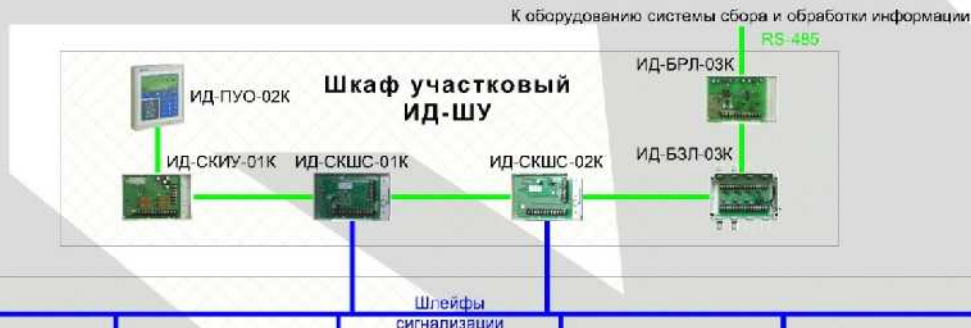 К оборудованию системы сбора и обработки информации
RS-485
ИД-БРЛ-03К
Шкаф участковый
ИД-ШУ
ИД-ПУО-02К
ИД-СКИУ-01К
ИД-СКШС-01К
ИД-СКШС-02К
ИД-БЗЛ-03К
Шлейфы
сигнализации